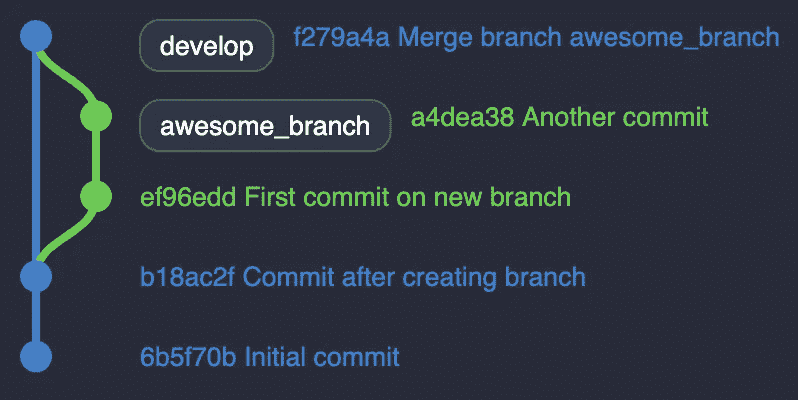 develop f279a4a Merge branch awesome_branch
awesome_branch a4dea38 Another commit
ef96edd First commit on new branch
b18ac2f Commit after creating branch
6b5f70b Initial commit